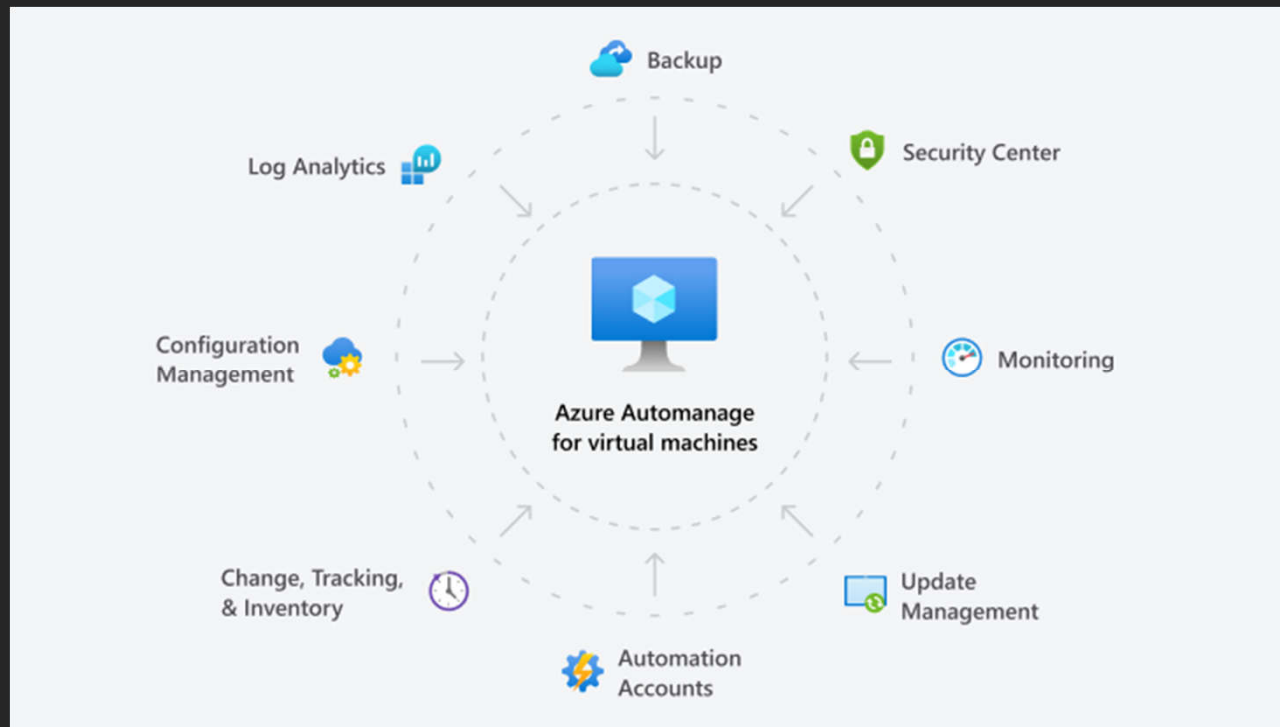 Backup
Security Center
Log Analytics
Configuration
Management
Monitoring
Azure Automanage
for virtual machines
Change, Tracking,
& Inventory
Update
Management
Automation
Accounts